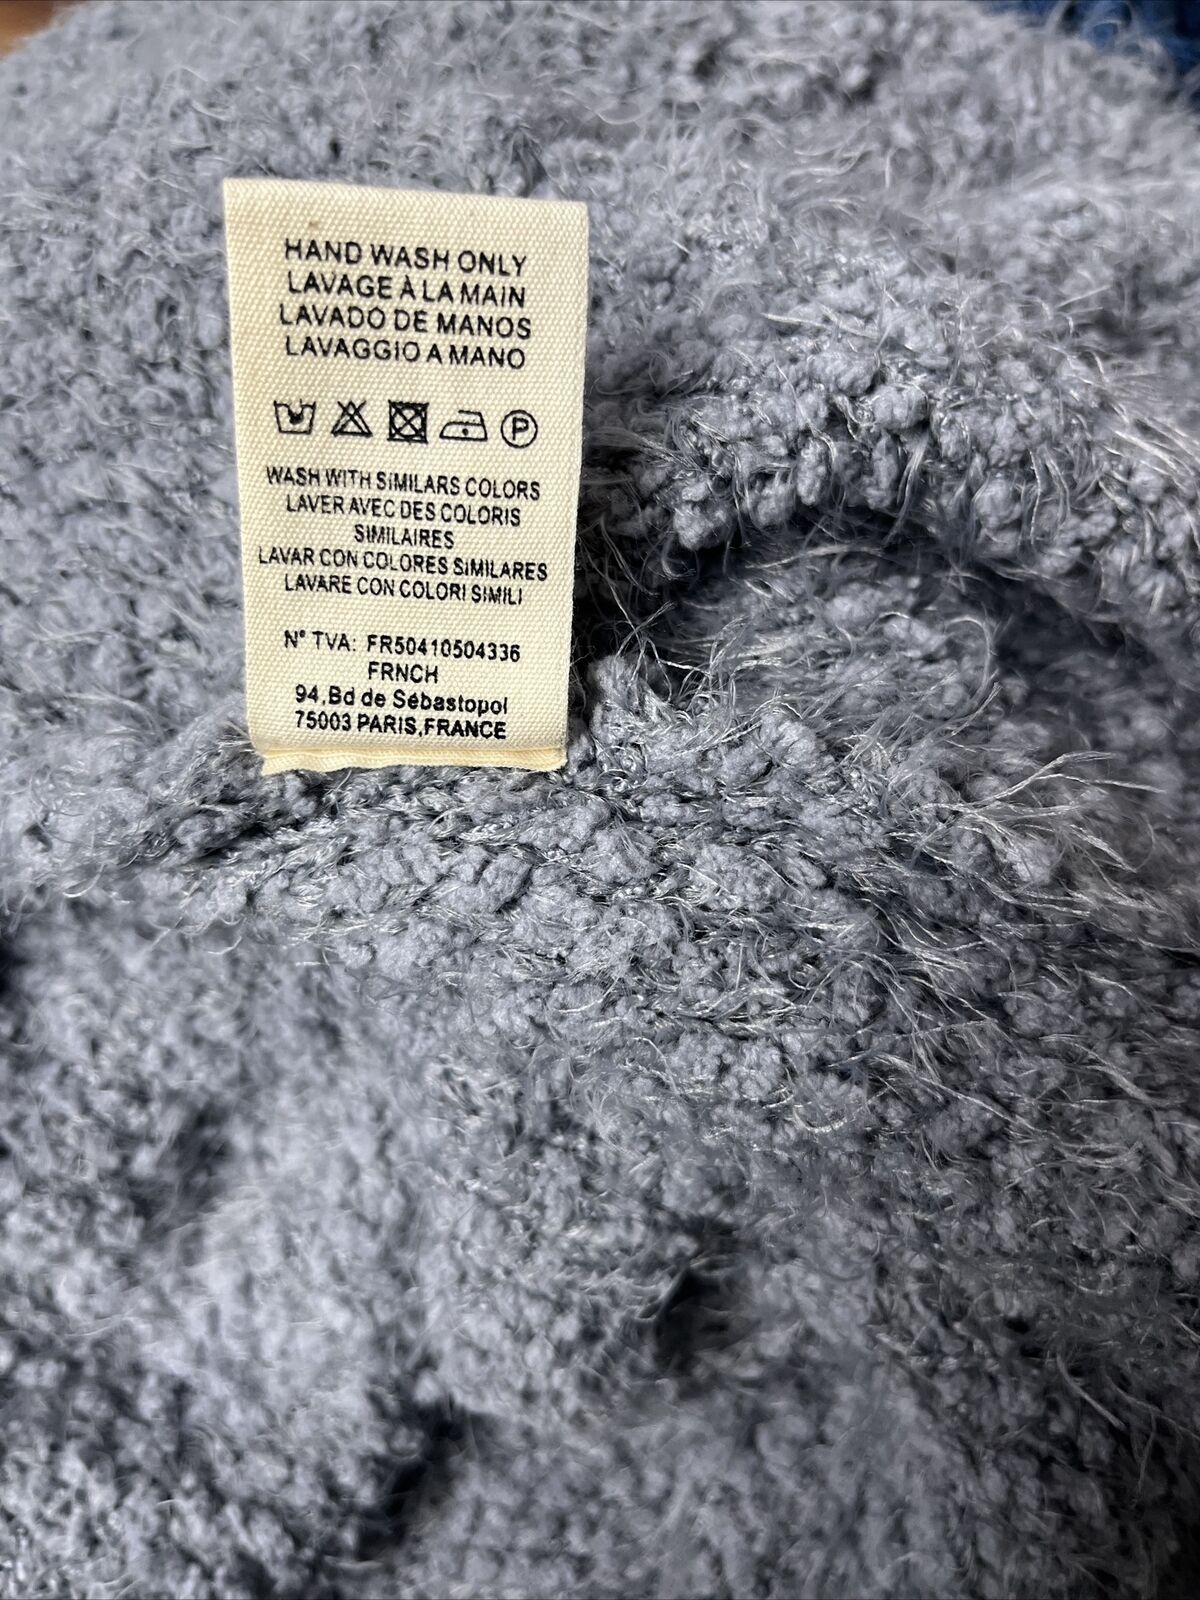 HAND WASH ONLY
LAVAGE À LA MAIN
LAVADO DE MANOS
LAVAGGIO A MANO
P
WASH WITH SIMILARS COLORS
LAVER AVEC DES COLORIS
SIMILAIRES
LAVAR CON COLORES SIMILARES
LAVARE CON COLORI SIMILI
N° TVA: FR50410504336
FRNCH
94,Bd de Sébastopol
75003 PARIS,FRANCE